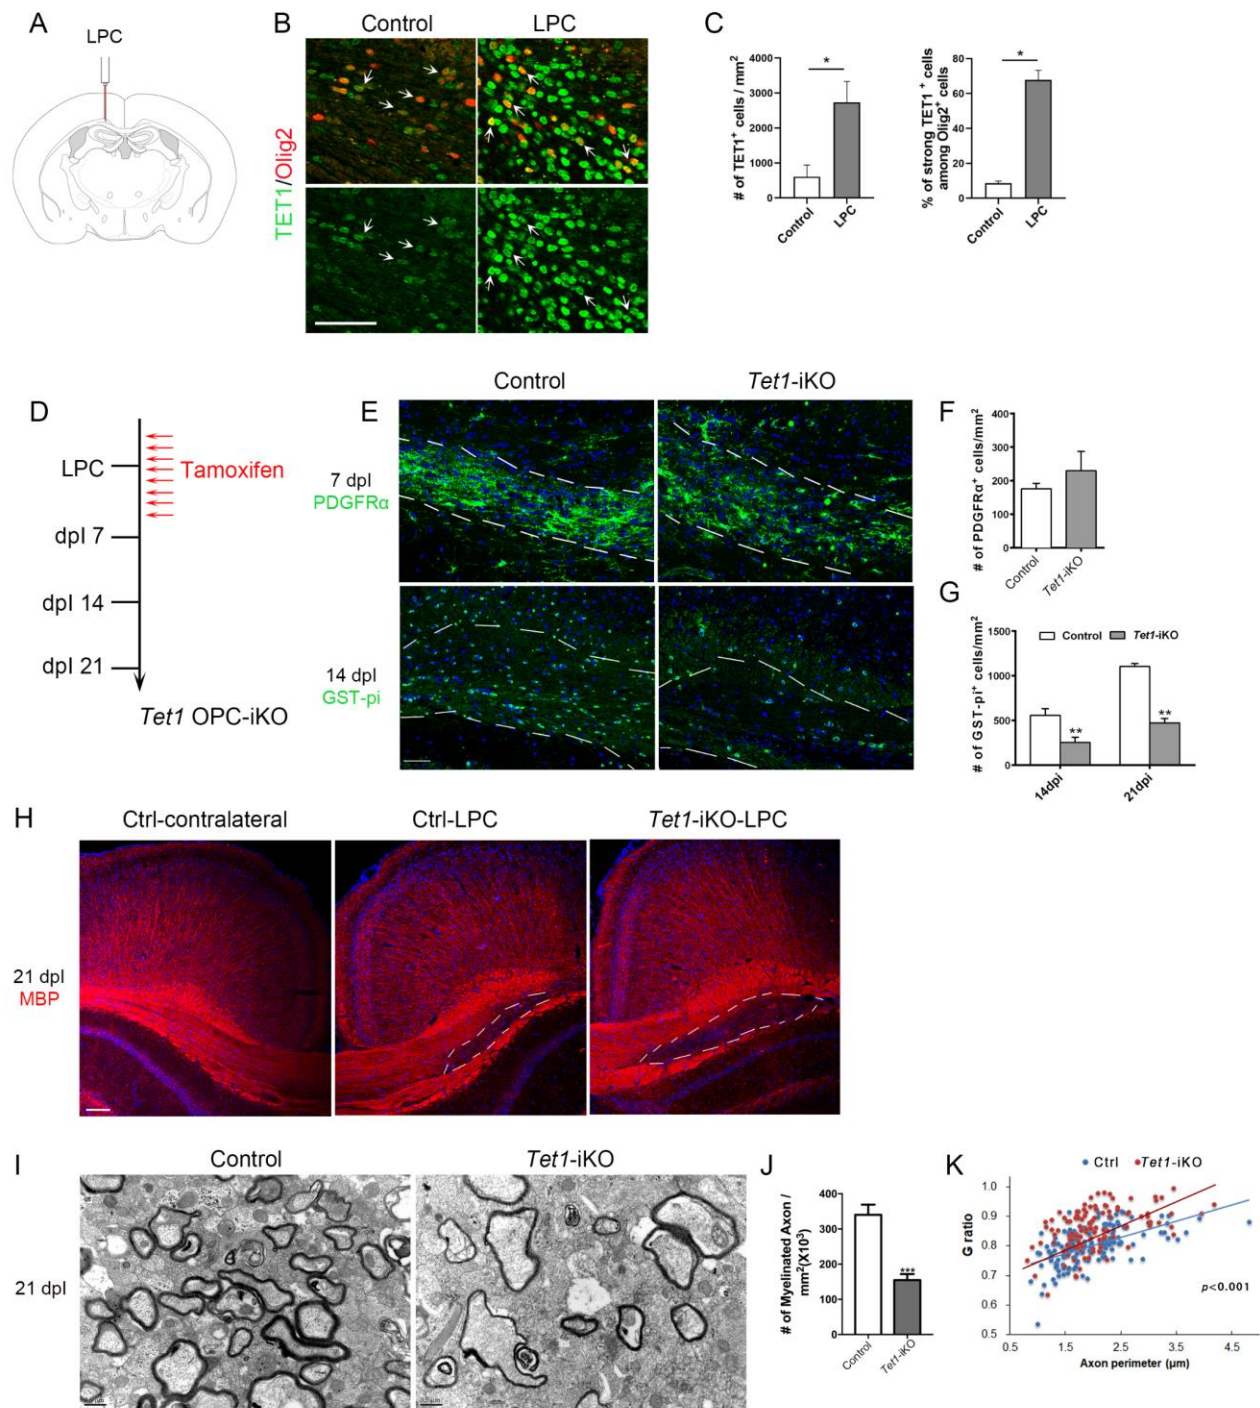 A
LPC
B
Control
LPC
TET1/Olig2
C
# of TET1+ cells / mm2
4000
3000
2000
1000
0
*
Control
LPC
% of strong TET1 + cells
among Olig2+ cells
80
60
40
20
0
*
Control
LPC
D
LPC
Tamoxifen
dpl 7
dpl 14
dpl 21
Tet1 OPC-iKO
E
Control
Tet1-iKO
7 dpl
PDGFRα
14 dpl
GST-pi
F
# of PDGFRα+ cells/mm2
400
300
200
100
0
Control
Tet1-iKO
G
Control
Tet1-iKO
# of GST-pi+ cells/mm2
1500
1000
500
0
**
**
14dpi
21dpi
H
Ctrl-contralateral
Ctrl-LPC
Tet1-iKO-LPC
21 dpl
MBP
I
Control
Tet1-iKO
21 dpl
J
# of Myelinated Axon /
mm2(X103)
400
300
200
100
0
***
Control
Tet1-iKO
K
Ctrl
Tet1-iKO
G ratio
1.0
0.9
0.8
0.7
0.6
0.5
p<0.001
0.5
1.5
2.5
3.5
4.5
Axon perimeter (µm)